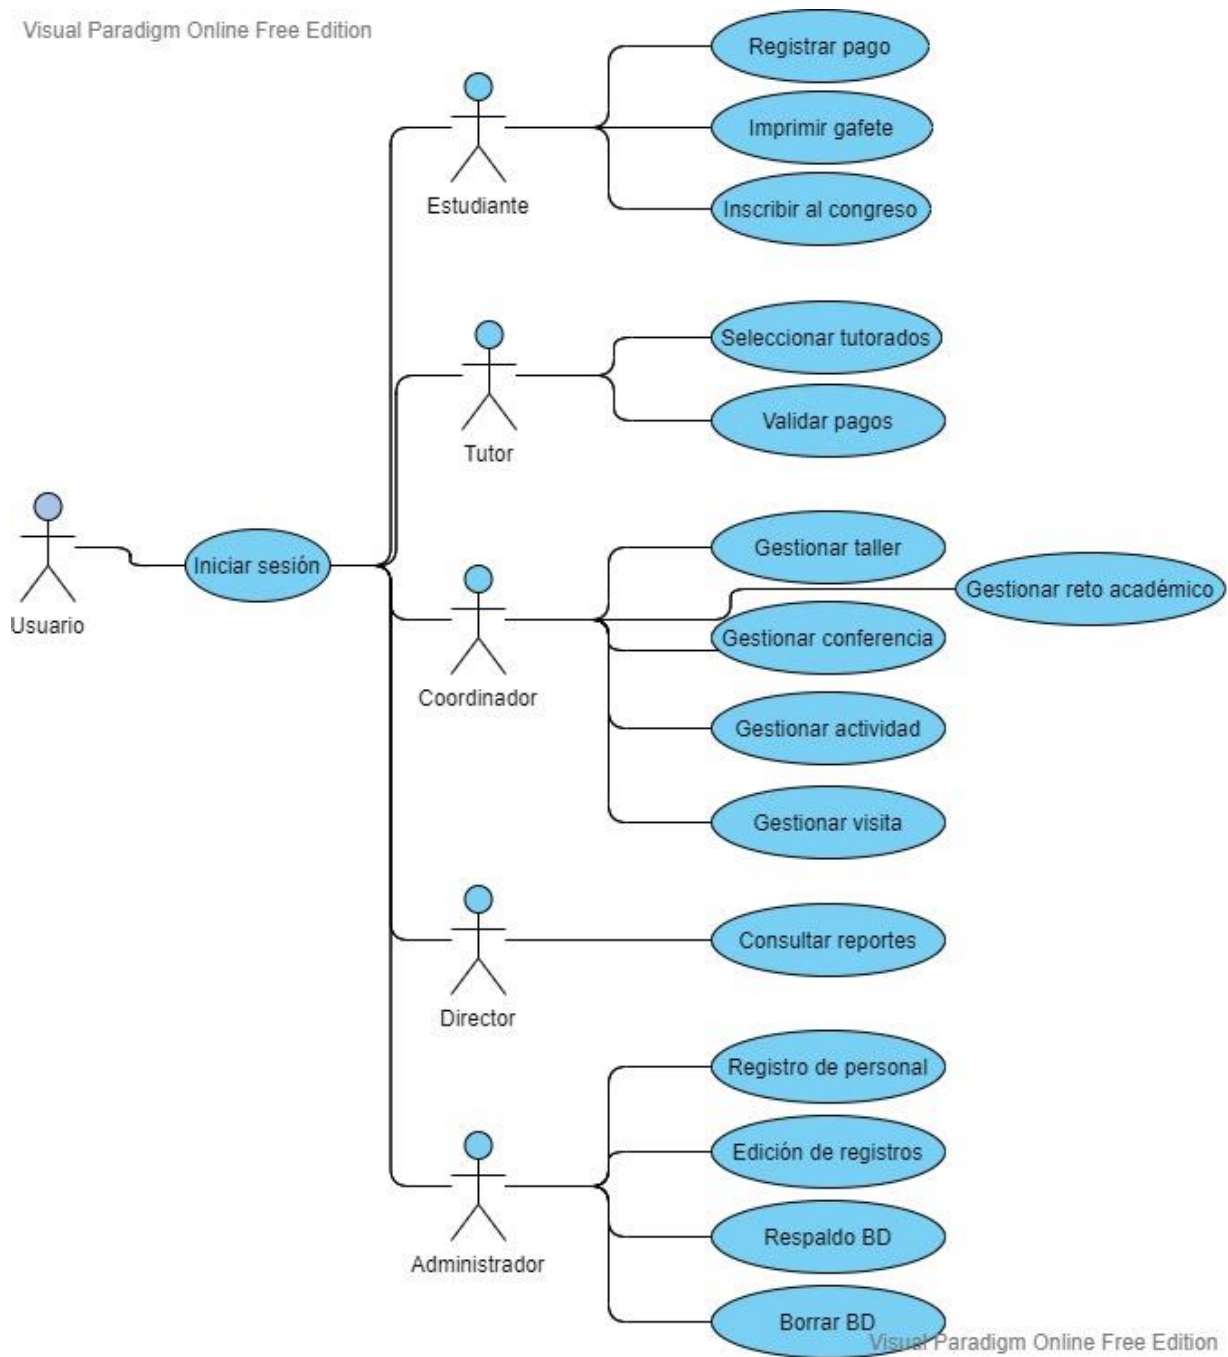 Visual Paradigm Online Free Edition
Registrar pago
Imprimir gafete
Estudiante
Inscribir al congreso
Seleccionar tutorados
Validar pagos
Tutor
Usuario
Iniciar sesión
Gestionar taller
Gestionar reto académico
Gestionar conferencia
Coordinador
Gestionar actividad
Gestionar visita
Consultar reportes
Director
Registro de personal
Edición de registros
Respaldo BD
Administrador
Borrar BD
Visual Paradigm Online Free Edition